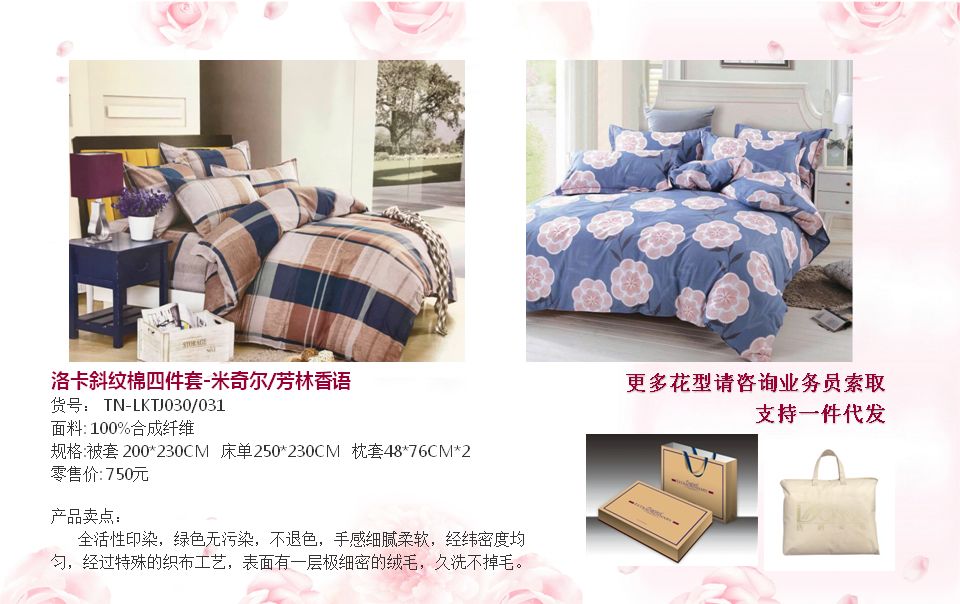 洛卡斜纹棉四件套-米奇尔/芳林香语
货号： TN-LKTJ030/031
面料: 100%合成纤维
规格:被套 200*230CM 床单250*230CM 枕套48*76CM*2
零售价: 750元
产品卖点：
全活性印染，绿色无污染，不退色，手感细腻柔软，经纬密度均
匀，经过特殊的织布工艺，表面有一层极细密的绒毛，久洗不掉毛。
更多花型请咨询业务员索取
支持一件代发
STORAGE